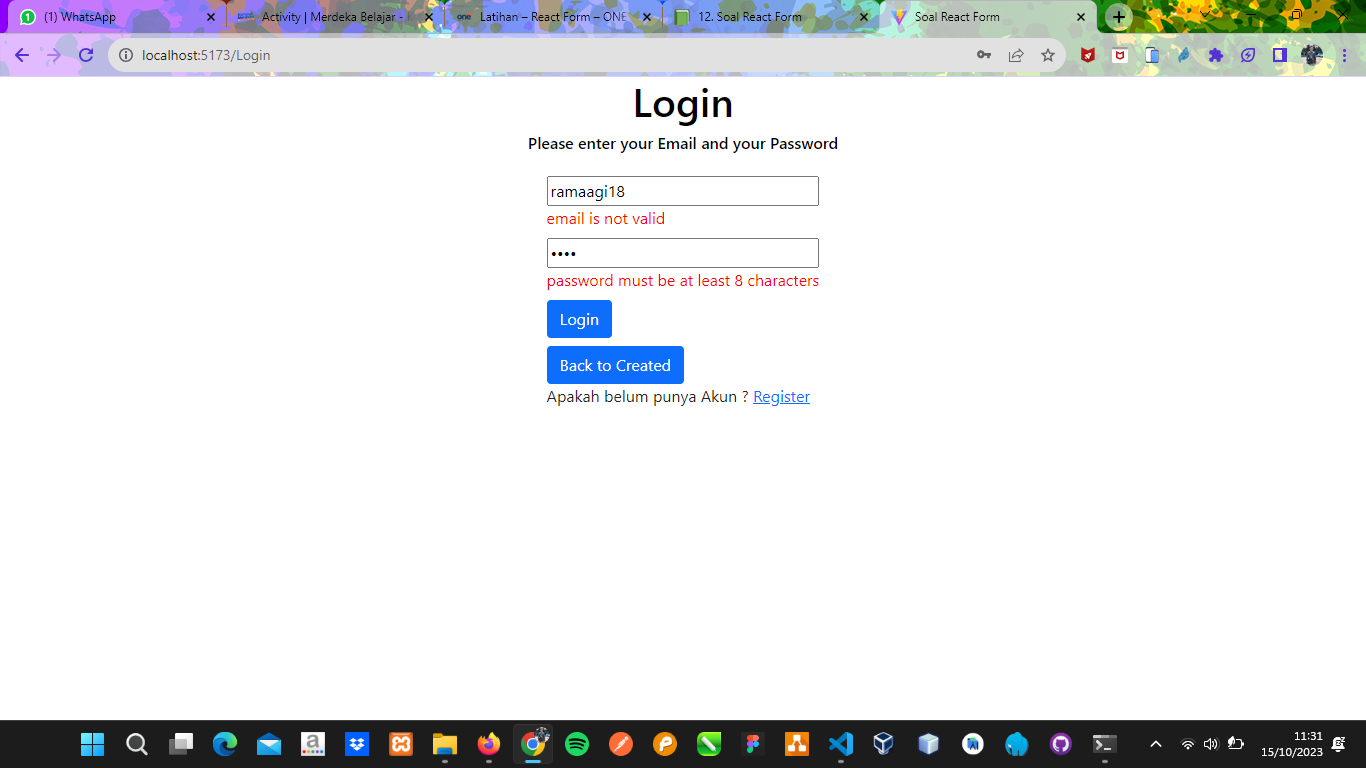 (1) WhatsApp
Activity | Merdeka Belajar -
Latihan – React Form – ONE
12. Soal React Form
Soal React Form
localhost:5173/Login
Login
Please enter your Email and your Password
ramaagi18
email is not valid
••••
password must be at least 8 characters
Login
Back to Created
Apakah belum punya Akun ? Register
11:31
15/10/2023